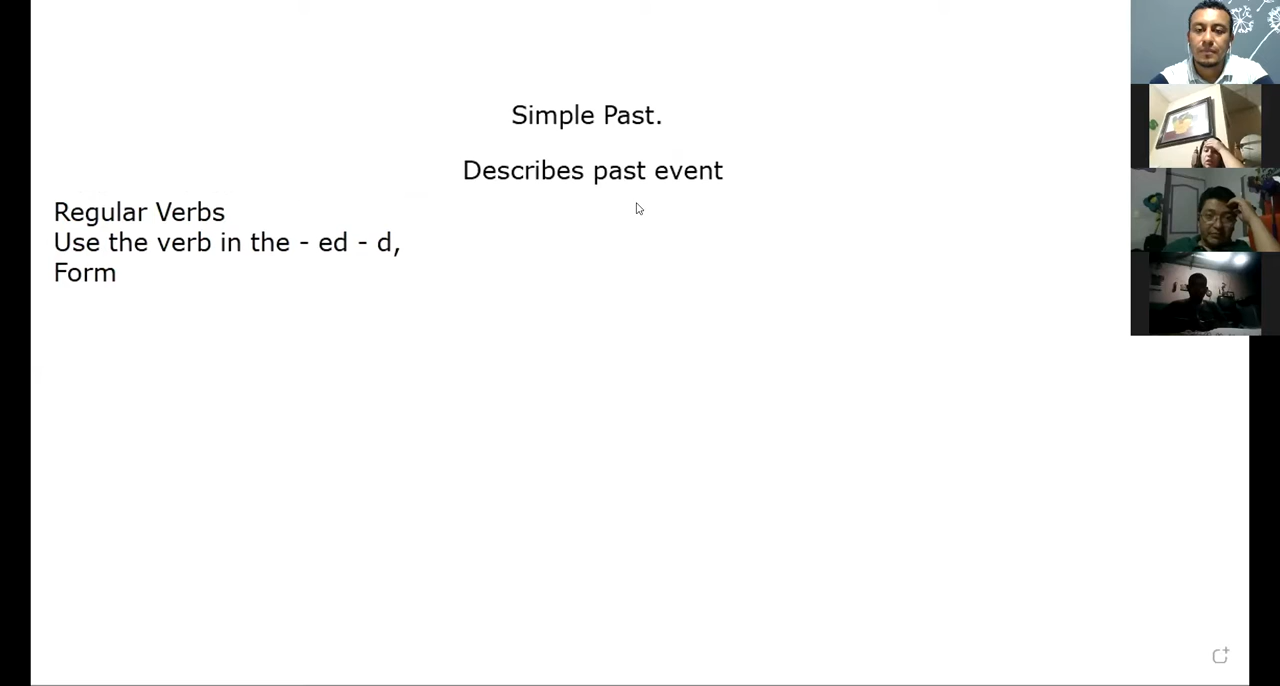 Simple Past.
Describes past event
Regular Verbs
Use the verb in the - ed - d,
Form